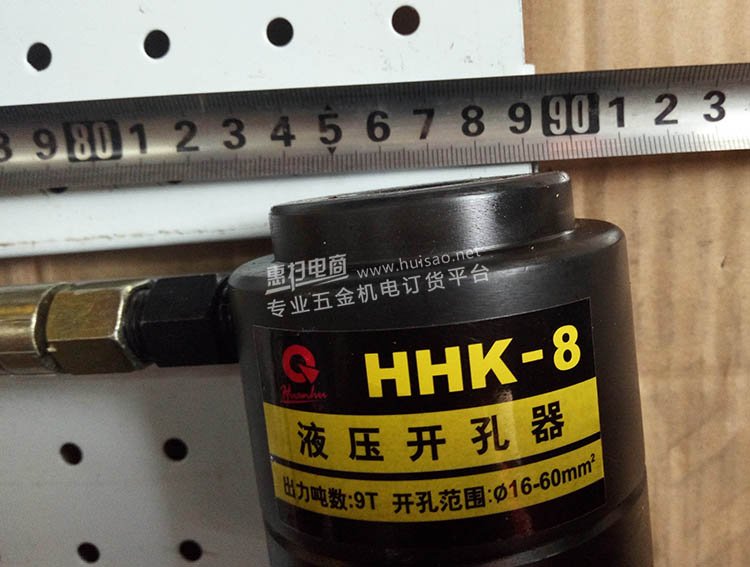 8 9 80 1 2 3 4 5 6 7 8 9 90 1 2 3
惠扫电商 www.huisao.net
专业五金机电订货平台
HHK-8
Huanhu
液压开孔器
出力吨数:9T 开孔范围:Ø16-60mm²